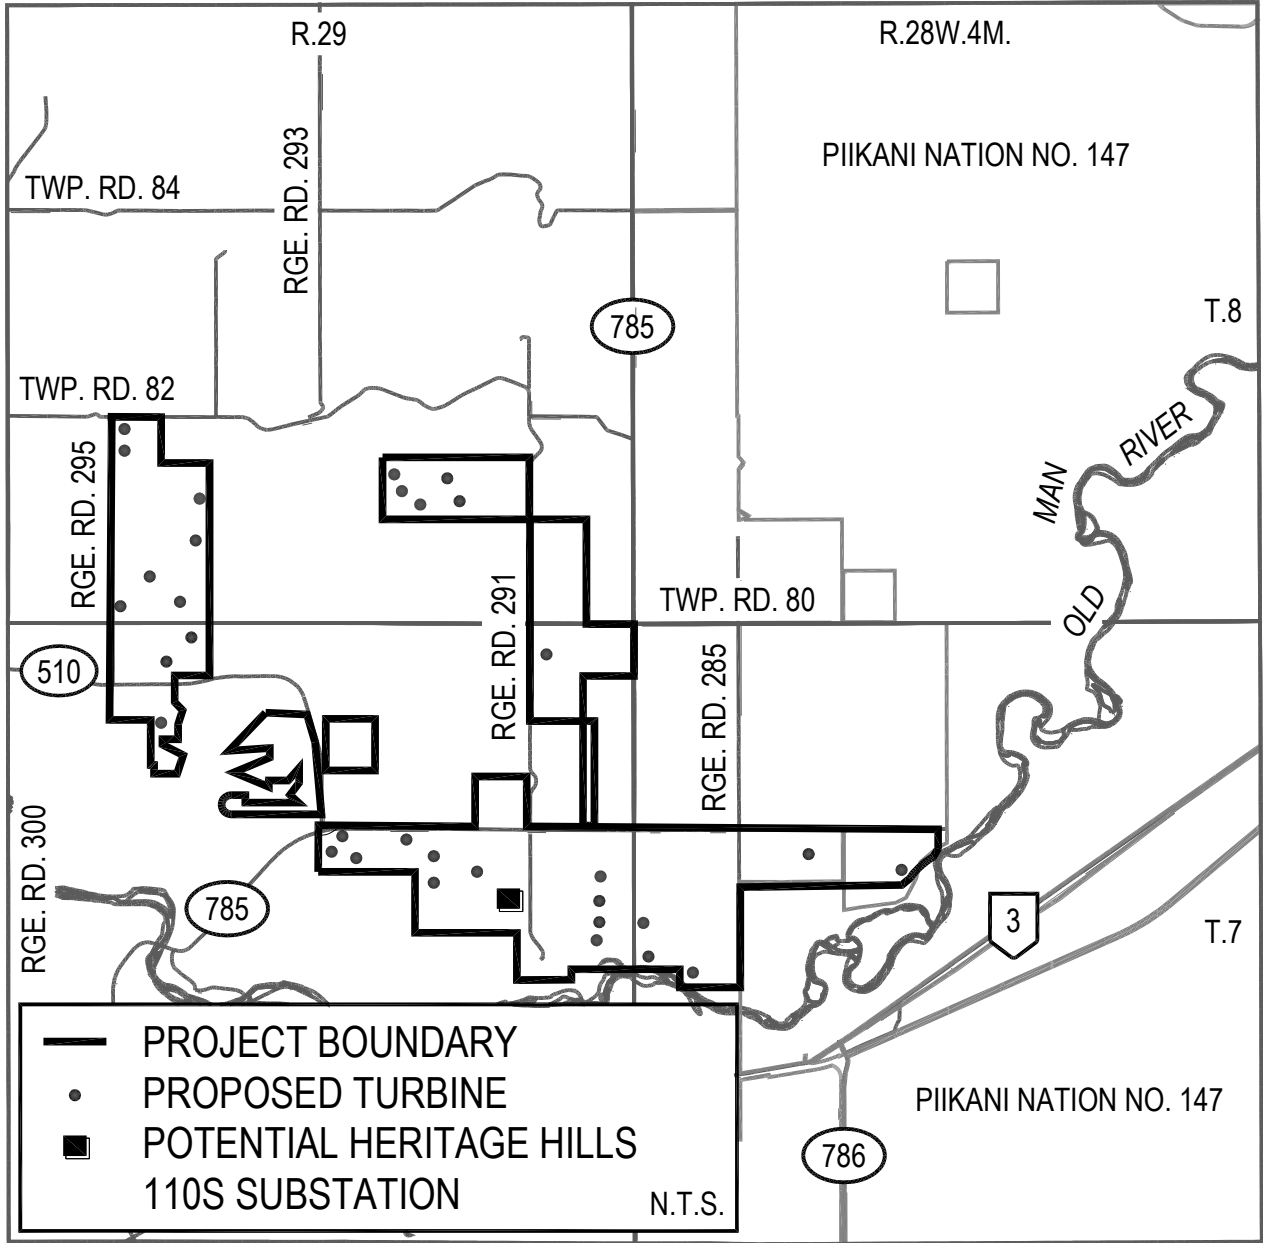 R.29
R.28W.4M.
RGE. RD. 293
PIIKANI NATION NO. 147
TWP. RD. 84
785
T.8
TWP. RD. 82
RGE. RD. 295
MAN
RIVER
OLD
RGE. RD. 291
TWP. RD. 80
510
RGE. RD. 285
RGE. RD. 300
785
3
T.7
PROJECT BOUNDARY
PROPOSED TURBINE
POTENTIAL HERITAGE HILLS
110S SUBSTATION
N.T.S.
PIIKANI NATION NO. 147
786